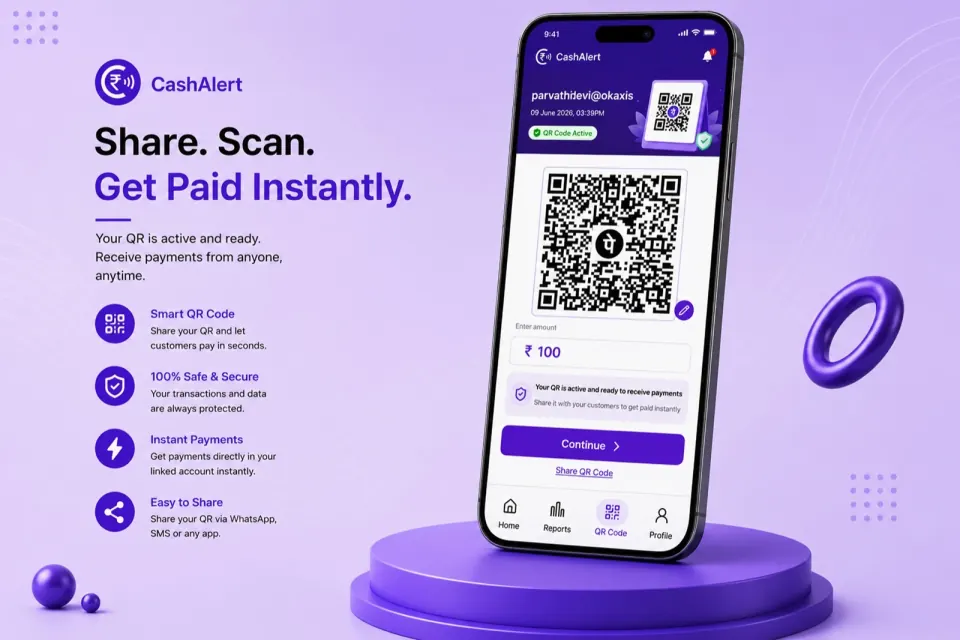 CashAlert
Share. Scan.
Get Paid Instantly.
Your QR is active and ready.
Receive payments from anyone,
anytime.
Smart QR Code
Share your QR and let
customers pay in seconds.
100% Safe & Secure
Your transactions and data
are always protected.
Instant Payments
Get payments directly in your
linked account instantly.
Easy to Share
Share your QR via WhatsApp,
SMS or any app.
9:41
CashAlert
1
parvathidevi@okaxis
09 June 2026, 03:39PM
QR Code Active
पे
Enter amount
₹ 100
Your QR is active and ready to receive payments
Share it with your customers to get paid instantly
Continue
Share QR Code
Home
Reports
QR Code
Profile